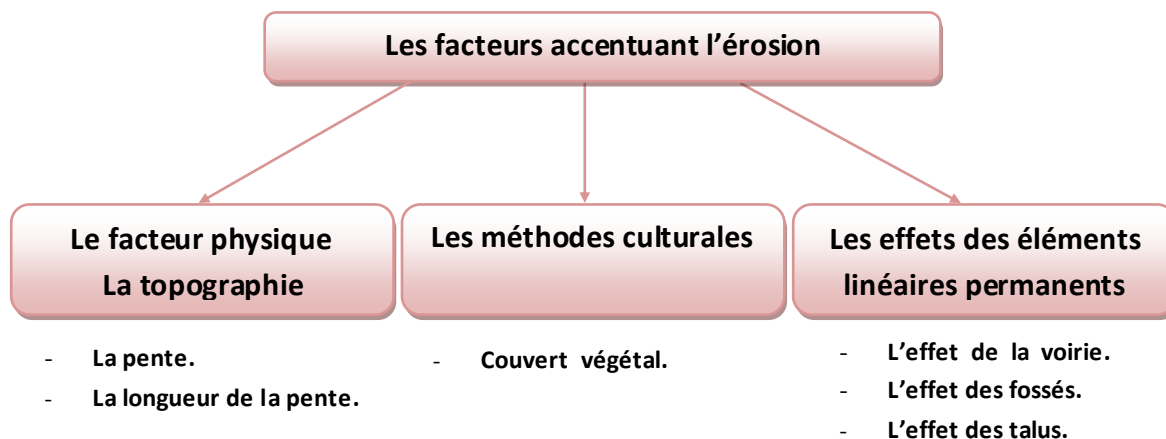 Les facteurs accentuant l’érosion
Le facteur physique
La topographie
- La pente.
- La longueur de la pente.
Les méthodes culturales
- Couvert végétal.
Les effets des éléments
linéaires permanents
- L’effet de la voirie.
- L’effet des fossés.
- L’effet des talus.